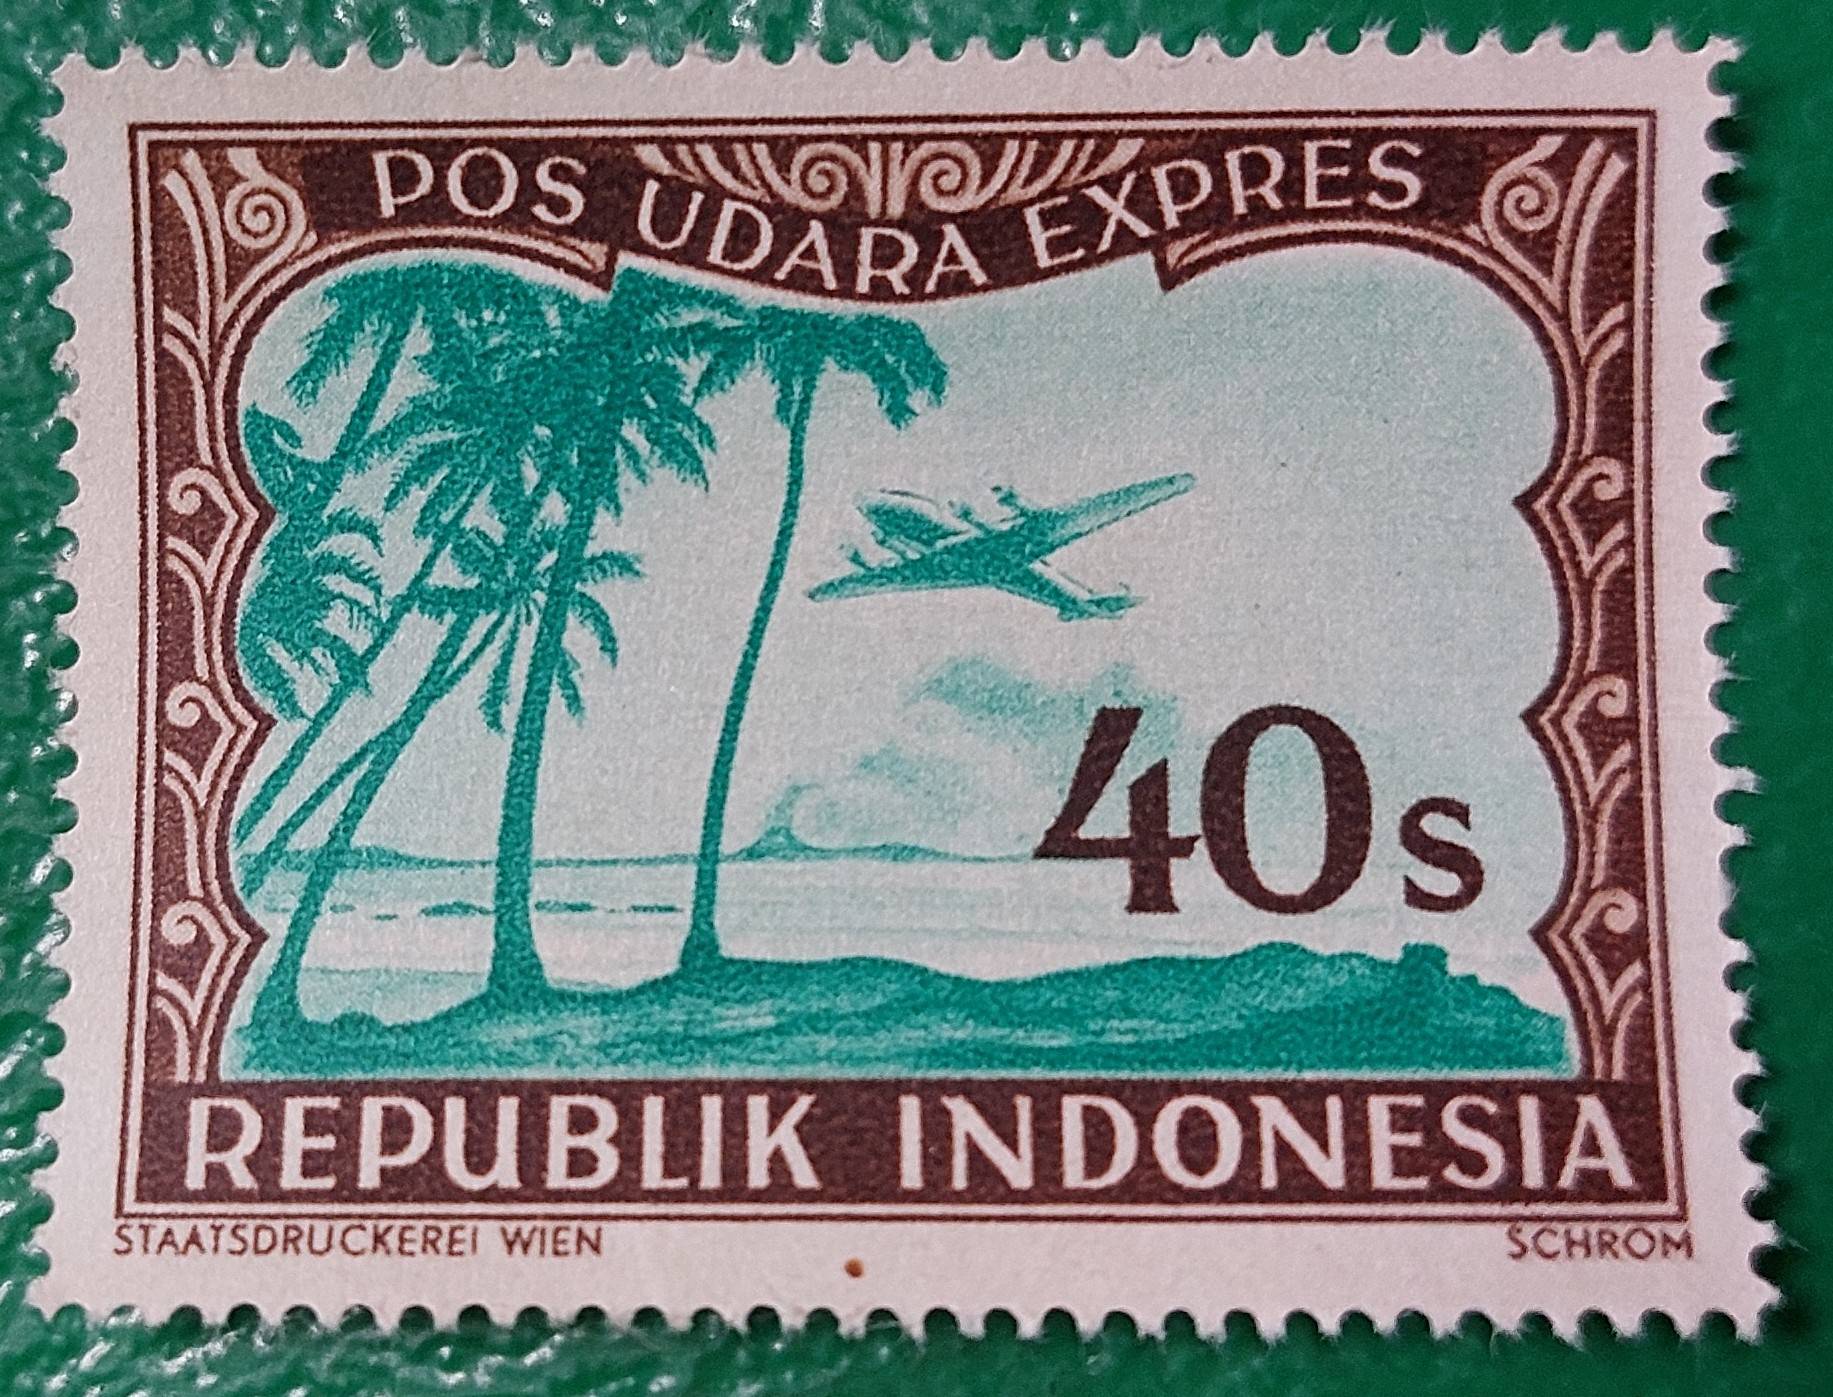 POS UDARA EXPRES
40s
REPUBLIK INDONESIA
STAATSDRUCKEREI WIEN
SCHROM